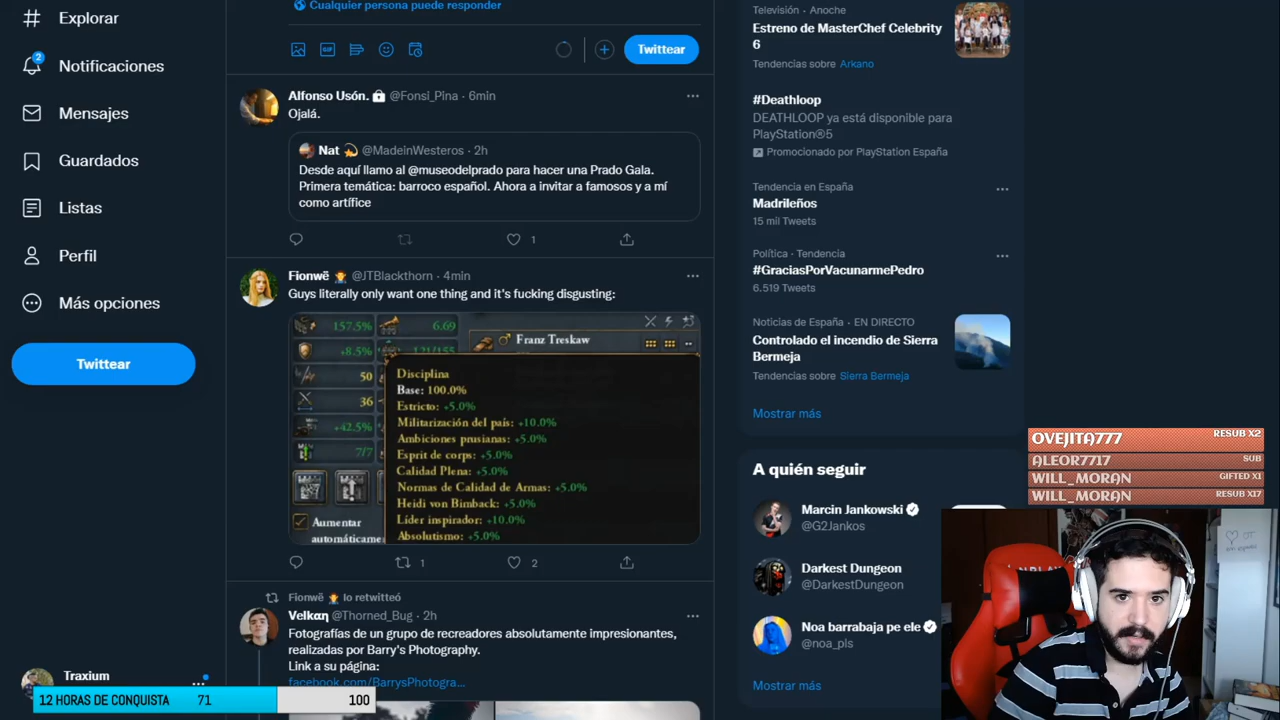 Explorar
2
Notificaciones
Mensajes
Guardados
Listas
Perfil
Más opciones
Twittear
Traxium
12 HORAS DE CONQUISTA 71 100
Cualquier persona puede responder
GIF
Twittear
Alfonso Usón. @Fonsi_Pina · 6min
Ojalá.
Nat @MadeinWesteros · 2h
Desde aquí llamo al @museodelprado para hacer una Prado Gala.
Primera temática: barroco español. Ahora a invitar a famosos y a mí
como artífice
1
Fionwë @JTBlackthorn · 4min
Guys literally only want one thing and it's fucking disgusting:
157.5% 6.69
+8.5% 121/155
50
36
+42.5%
7/7
Aumentar
automáticame
Franz Treskaw
Disciplina
Base: 100.0%
Estricto: +5.0%
Militarización del país: +10.0%
Ambiciones prusianas: +5.0%
Esprit de corps: +5.0%
Calidad Plena: +5.0%
Normas de Calidad de Armas: +5.0%
Heidi von Bimback: +5.0%
Líder inspirador: +10.0%
Absolutismo: +5.0%
1 2
Fionwë lo retwitteó
Velkαη @Thorned_Bug · 2h
Fotografías de un grupo de recreadores absolutamente impresionantes,
realizadas por Barry's Photography.
Link a su página:
facebook.com/BarrysPhotogra...
Televisión · Anoche
Estreno de MasterChef Celebrity
6
Tendencias sobre Arkano
#Deathloop
DEATHLOOP ya está disponible para
PlayStation®5
Promocionado por PlayStation España
Tendencia en España
Madrileños
15 mil Tweets
Política · Tendencia
#GraciasPorVacunarmePedro
6.519 Tweets
Noticias de España · EN DIRECTO
Controlado el incendio de Sierra
Bermeja
Tendencias sobre Sierra Bermeja
Mostrar más
A quién seguir
Marcin Jankowski
@G2Jankos
Darkest Dungeon
@DarkestDungeon
Noa barrabaja pe ele
@noa_pls
Mostrar más
OVEJITA777 RESUB X2
ALEOR7717 SUB
WILL_MORAN GIFTED X1
WILL_MORAN RESUB X17